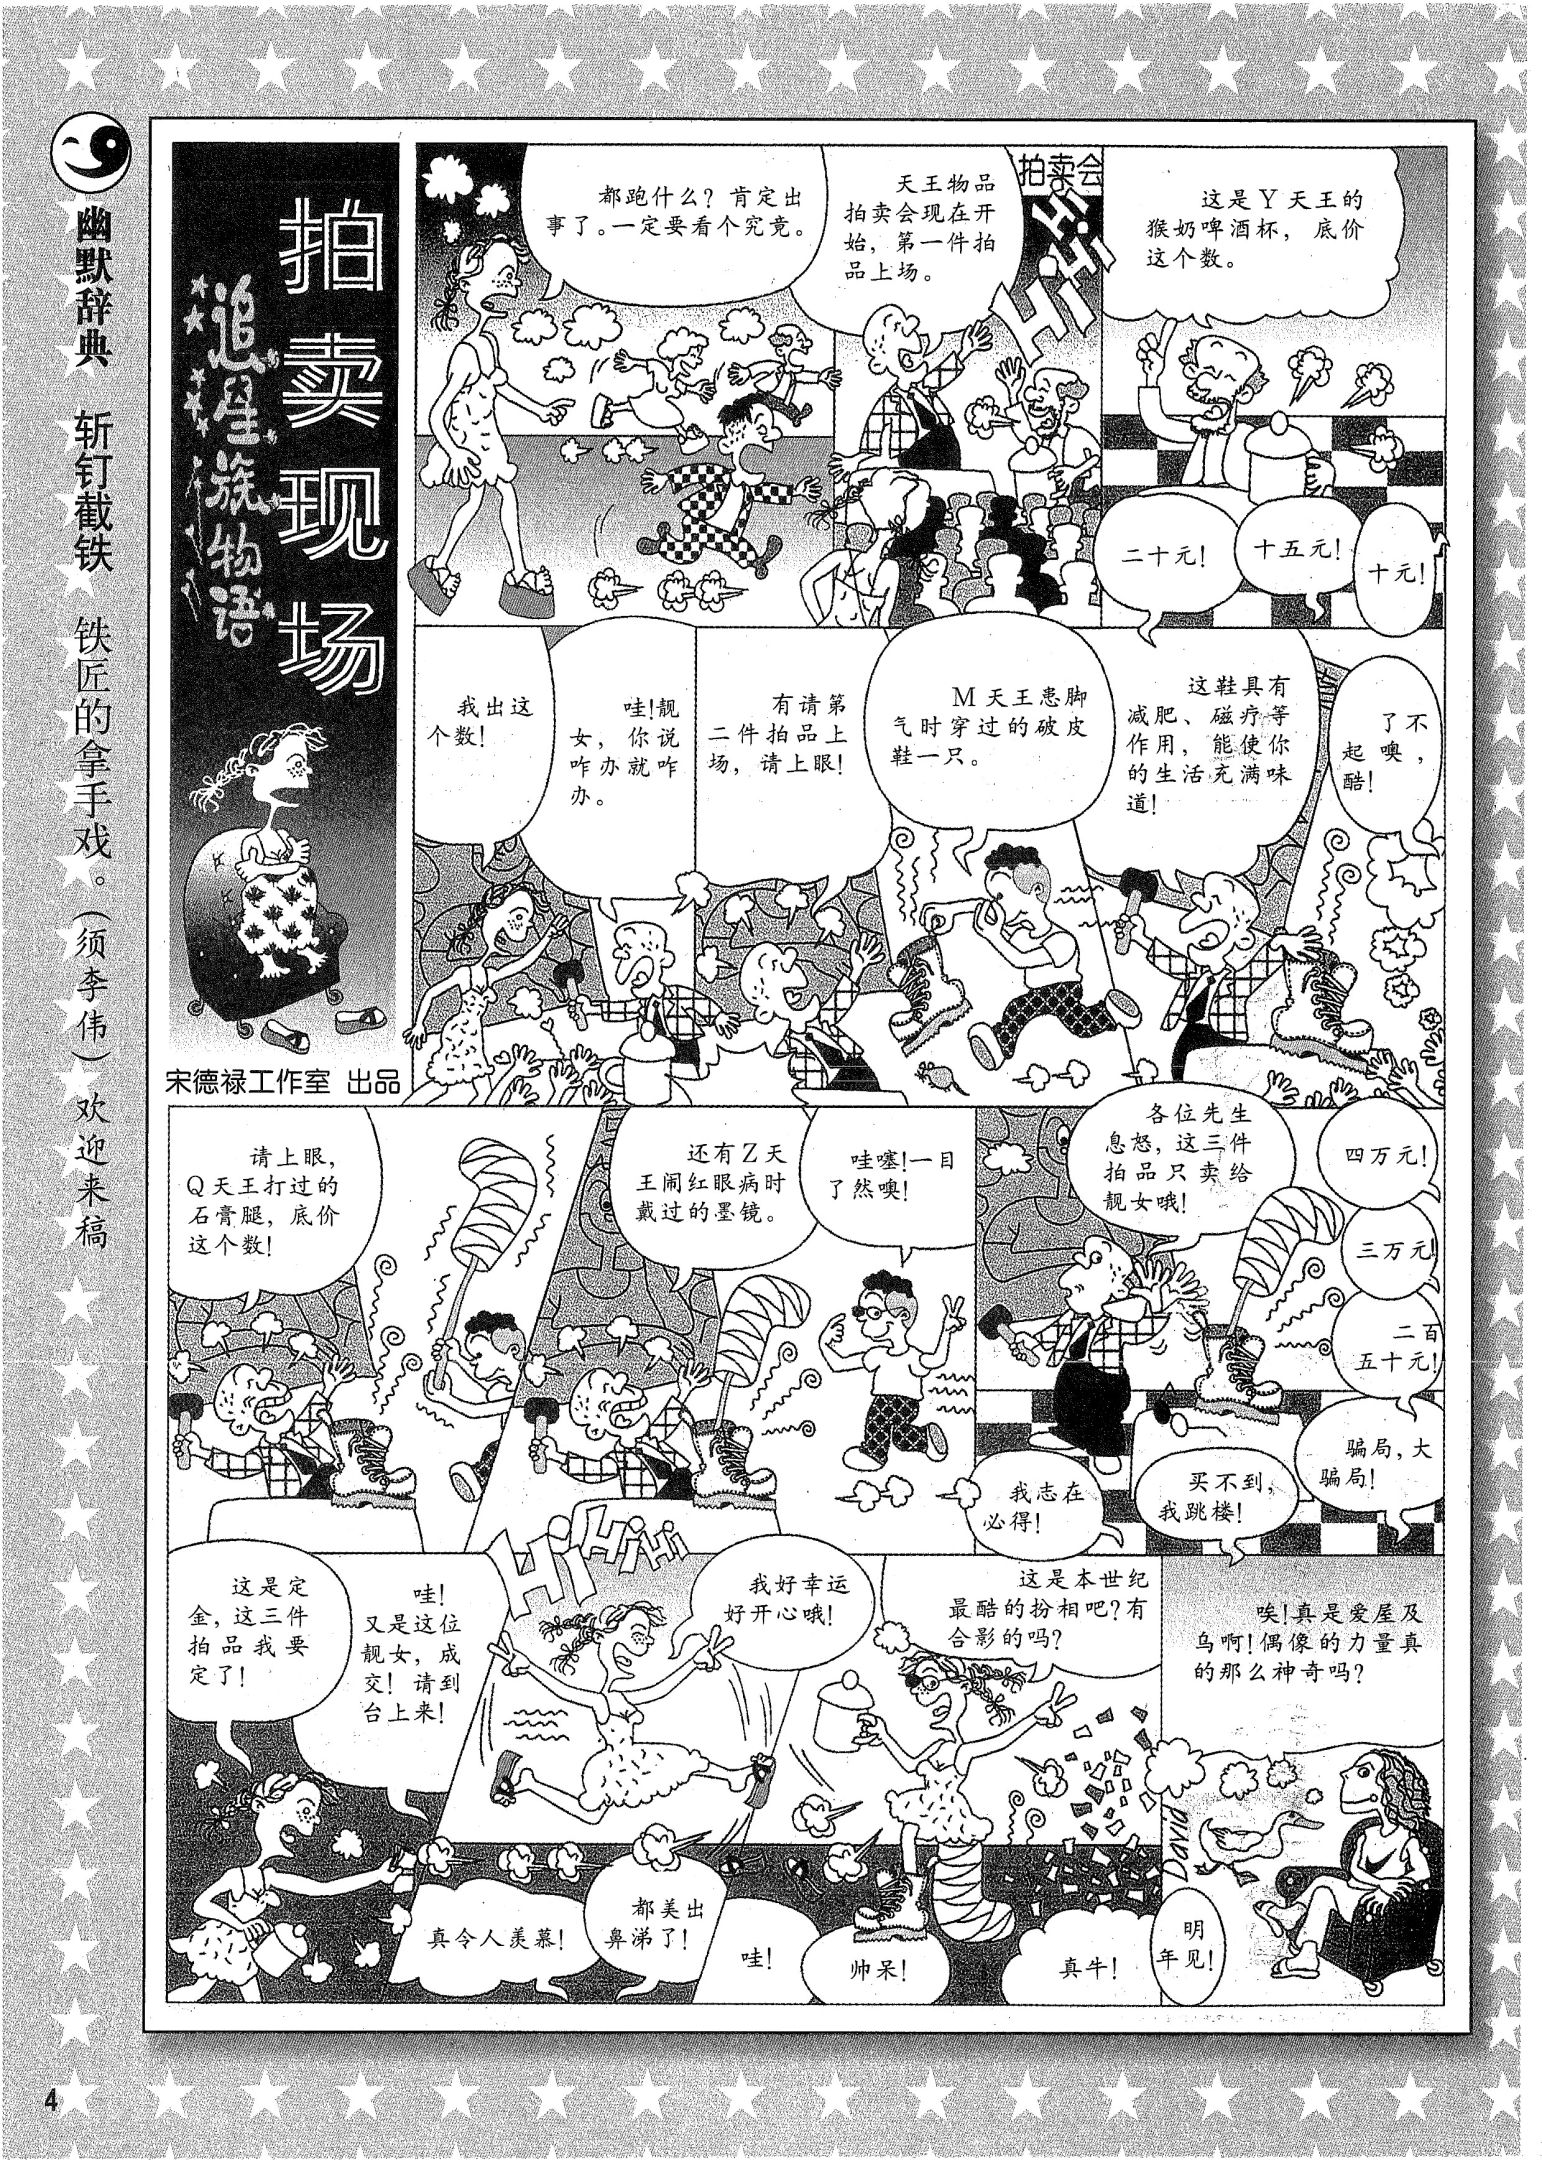 幽默辞典 斩钉截铁 铁匠的拿手戏。(须李伟)欢迎来稿
拍卖现场
追星族物语
宋德禄工作室 出品
都跑什么?肯定出
事了。一定要看个究竟。
天王物品
拍卖会现在开
始,第一件拍
品上场。
拍卖会
Hi Hi Hi!
这是Y天王的
猴奶啤酒杯,底价
这个数。
二十元!
十五元!
十元!
我出这
个数!
哇!靓
女,你说
咋办就咋
办。
有请第
二件拍品上
场,请上眼!
M天王患脚
气时穿过的破皮
鞋一只。
这鞋具有
减肥、磁疗等
作用,能使你
的生活充满味
道!
了不
起噢,
酷!
请上眼,
Q天王打过的
石膏腿,底价
这个数!
还有Z天
王闹红眼病时
戴过的墨镜。
哇噻!一目
了然噢!
各位先生
息怒,这三件
拍品只卖给
靓女哦!
四万元!
三万元!
二百
五十元!
骗局,大
骗局!
买不到,
我跳楼!
我志在
必得!
这是定
金,这三件
拍品我要
定了!
哇!
又是这位
靓女,成
交!请到
台上来!
Hi Hi Hi
我好幸运
好开心哦!
这是本世纪
最酷的扮相吧?有
合影的吗?
唉!真是爱屋及
乌啊!偶像的力量真
的那么神奇吗?
真令人羡慕!
都美出
鼻涕了!
哇!
帅呆!
真牛!
明
年见!
David
4